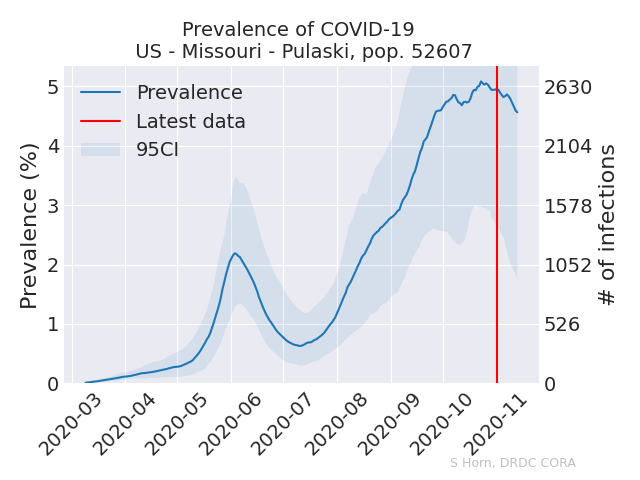 Prevalence of COVID-19
US - Missouri - Pulaski, pop. 52607
Prevalence
Latest data
95CI
Prevalence (%)
5
4
3
2
1
0
2630
2104
1578
1052
526
0
# of infections
2020-03
2020-04
2020-05
2020-06
2020-07
2020-08
2020-09
2020-10
2020-11
S Horn, DRDC CORA